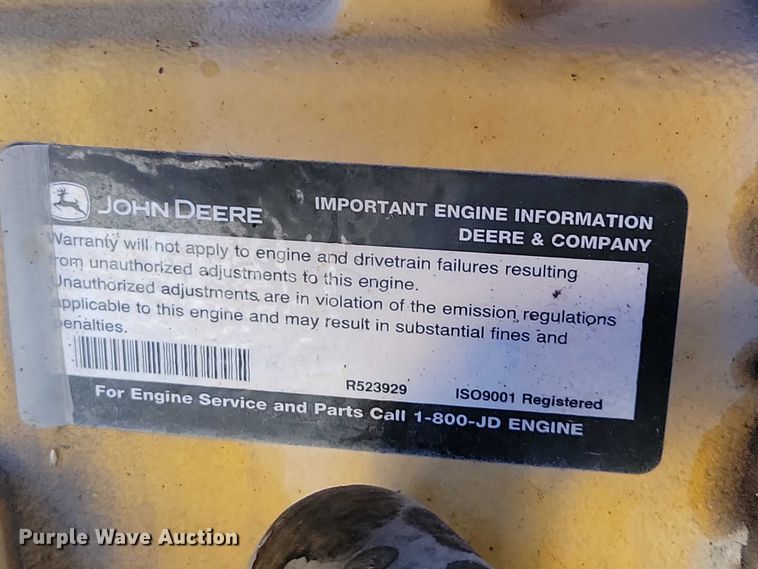 JOHN DEERE
IMPORTANT ENGINE INFORMATION
DEERE & COMPANY
Warranty will not apply to engine and drivetrain failures resulting
from unauthorized adjustments to this engine.
Unauthorized adjustments are in violation of the emission regulations
applicable to this engine and may result in substantial fines and
penalties.
R523929
ISO9001 Registered
For Engine Service and Parts Call 1-800-JD ENGINE
Purple Wave Auction